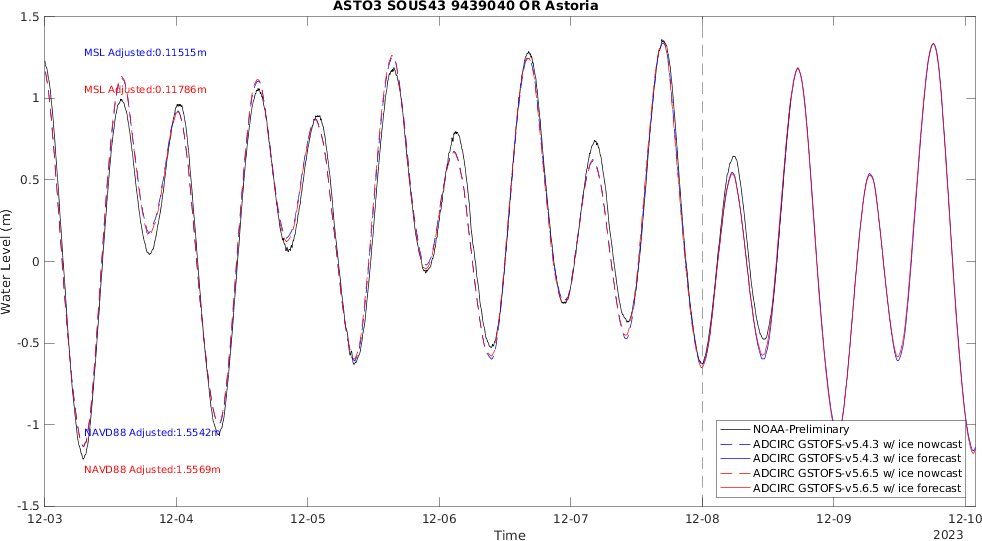 ASTO3 SOUS43 9439040 OR Astoria
1.5
1
0.5
0
-0.5
-1
-1.5
Water Level (m)
MSL Adjusted:0.11515m
MSL Adjusted:0.11786m
NAVD88 Adjusted:1.5542m
NAVD88 Adjusted:1.5569m
NOAA-Preliminary
ADCIRC GSTOFS-v5.4.3 w/ ice nowcast
ADCIRC GSTOFS-v5.4.3 w/ ice forecast
ADCIRC GSTOFS-v5.6.5 w/ ice nowcast
ADCIRC GSTOFS-v5.6.5 w/ ice forecast
12-03 12-04 12-05 12-06 12-07 12-08 12-09 12-10
Time
2023